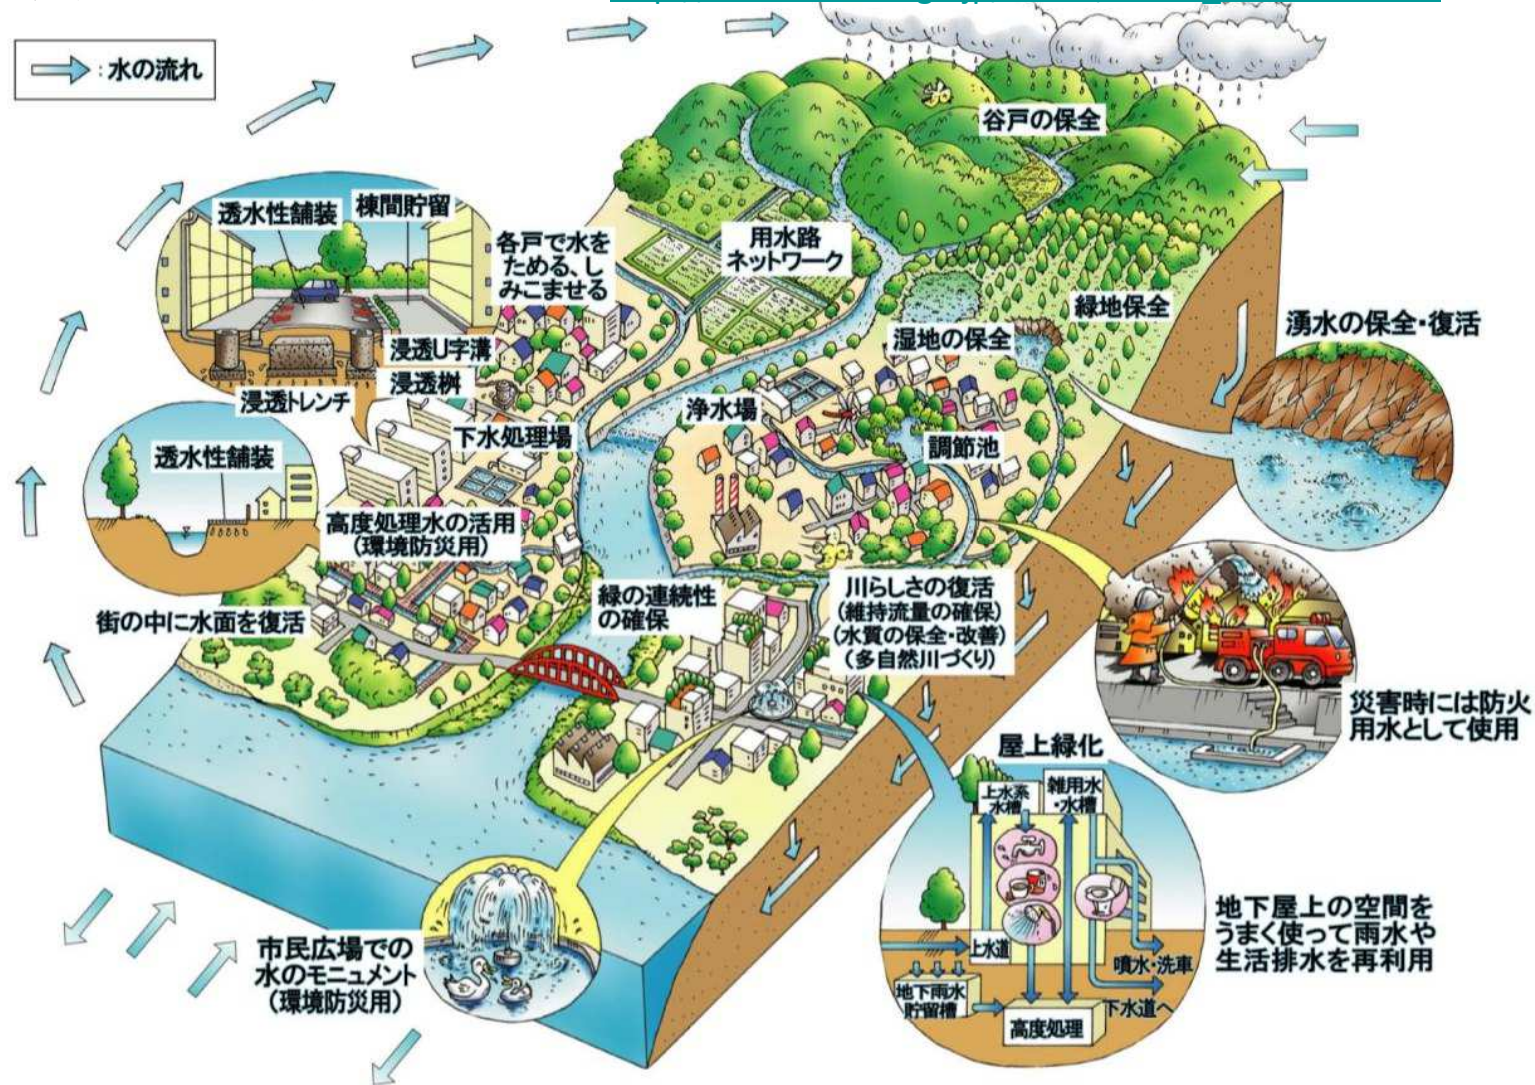 :水の流れ
谷戸の保全
透水性舗装
棟間貯留
各戸で水を
ためる、し
みこませる
用水路
ネットワーク
緑地保全
湧水の保全・復活
湿地の保全
浸透U字溝
浸透桝
浸透トレンチ
浄水場
下水処理場
調節池
透水性舗装
高度処理水の活用
(環境防災用)
街の中に水面を復活
緑の連続性
の確保
川らしさの復活
(維持流量の確保)
(水質の保全・改善)
(多自然川づくり)
災害時には防火
用水として使用
屋上緑化
上水系
水槽
雑用水
・水槽
上水道
噴水・洗車
地下雨水
貯留槽
下水道へ
高度処理
地下屋上の空間を
うまく使って雨水や
生活排水を再利用
市民広場での
水のモニュメント
(環境防災用)